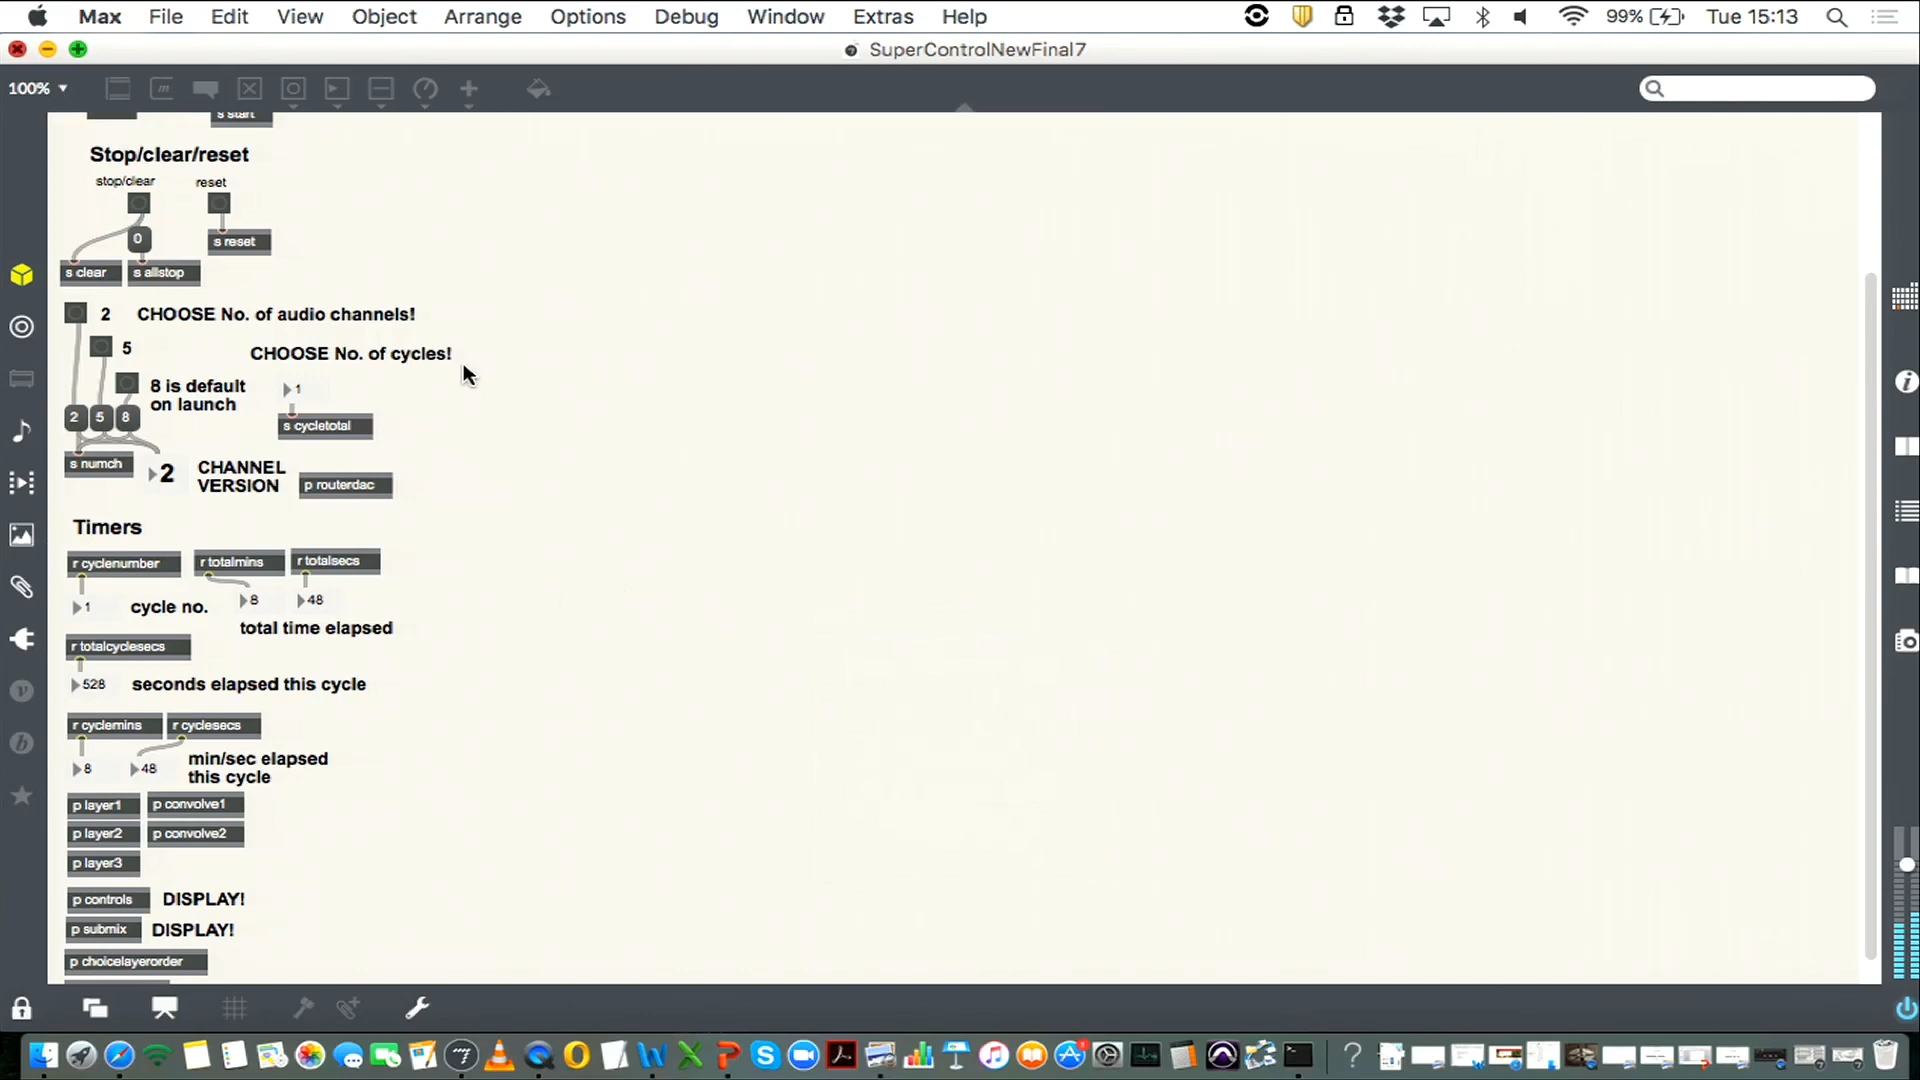 Max File Edit View Object Arrange Options Debug Window Extras Help 99% Tue 15:13
SuperControlNewFinal7
100%
s start
Stop/clear/reset
stop/clear reset
0
s reset
s clear s allstop
2 CHOOSE No. of audio channels!
5
CHOOSE No. of cycles!
8 is default
on launch
1
2 5 8
s cycletotal
s numch
2
CHANNEL
VERSION
p routerdac
Timers
r cyclenumber r totalmins r totalsecs
1 cycle no. 8 48
total time elapsed
r totalcyclesecs
528 seconds elapsed this cycle
r cyclemins r cyclesecs
8 48
min/sec elapsed
this cycle
p layer1 p convolve1
p layer2 p convolve2
p layer3
p controls DISPLAY!
p submix DISPLAY!
p choicelayerorder